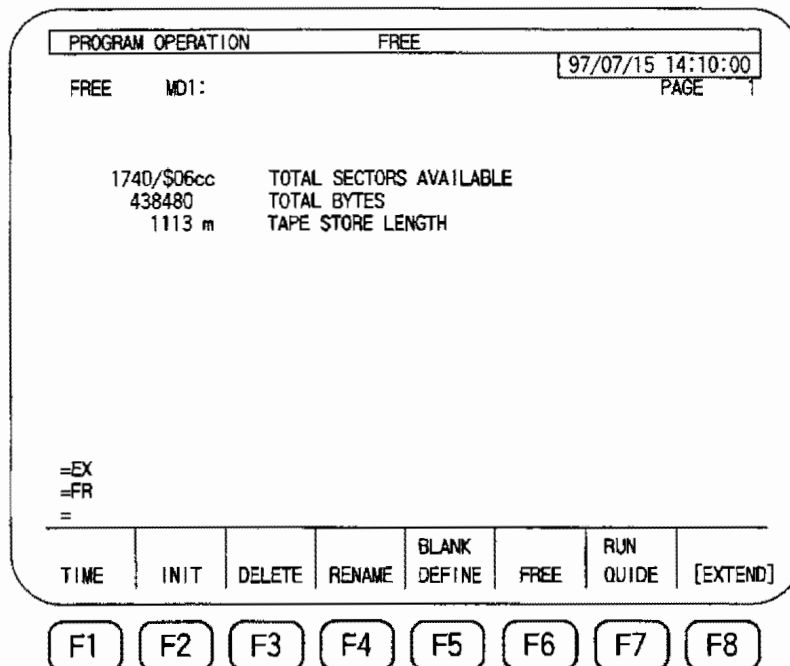 PROGRAM OPERATION FREE
97/07/15 14:10:00
FREE MD1: PAGE 1
1740/$06cc TOTAL SECTORS AVAILABLE
438480 TOTAL BYTES
1113 m TAPE STORE LENGTH
=EX
=FR
=
BLANK RUN
TIME INIT DELETE RENAME DEFINE FREE QUIDE [EXTEND]
F1 F2 F3 F4 F5 F6 F7 F8